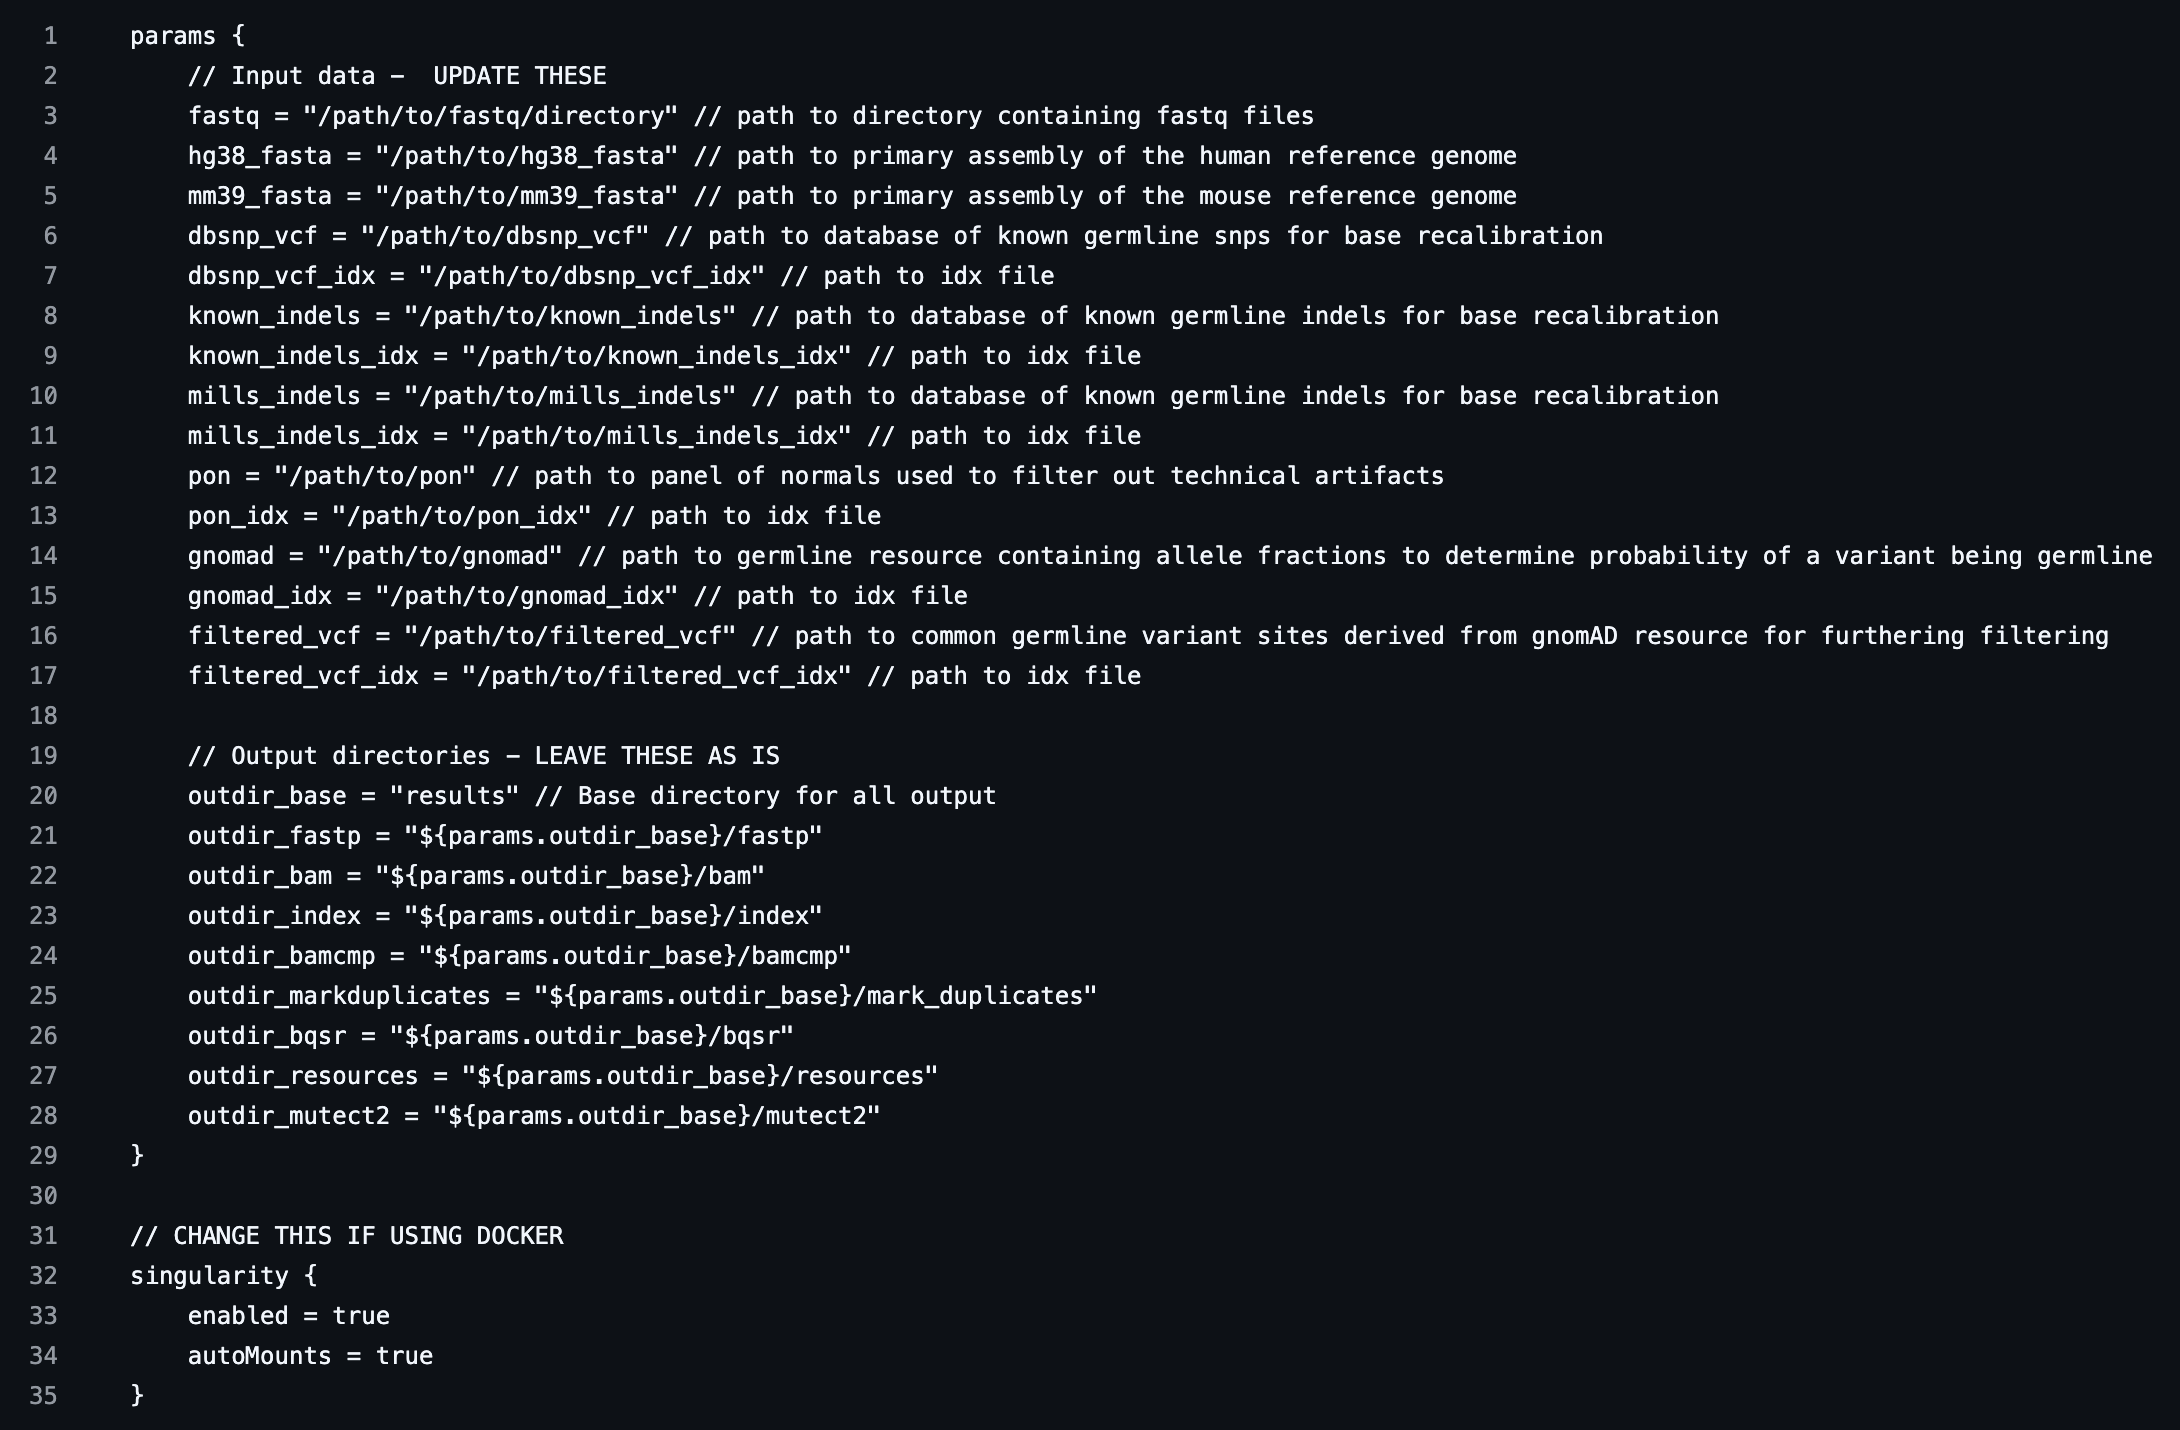 1 params {
2     // Input data -  UPDATE THESE
3     fastq = "/path/to/fastq/directory" // path to directory containing fastq files
4     hg38_fasta = "/path/to/hg38_fasta" // path to primary assembly of the human reference genome
5     mm39_fasta = "/path/to/mm39_fasta" // path to primary assembly of the mouse reference genome
6     dbsnp_vcf = "/path/to/dbsnp_vcf" // path to database of known germline snps for base recalibration
7     dbsnp_vcf_idx = "/path/to/dbsnp_vcf_idx" // path to idx file
8     known_indels = "/path/to/known_indels" // path to database of known germline indels for base recalibration
9     known_indels_idx = "/path/to/known_indels_idx" // path to idx file
10     mills_indels = "/path/to/mills_indels" // path to database of known germline indels for base recalibration
11     mills_indels_idx = "/path/to/mills_indels_idx" // path to idx file
12     pon = "/path/to/pon" // path to panel of normals used to filter out technical artifacts
13     pon_idx = "/path/to/pon_idx" // path to idx file
14     gnomad = "/path/to/gnomad" // path to germline resource containing allele fractions to determine probability of a variant being germline
15     gnomad_idx = "/path/to/gnomad_idx" // path to idx file
16     filtered_vcf = "/path/to/filtered_vcf" // path to common germline variant sites derived from gnomAD resource for furthering filtering
17     filtered_vcf_idx = "/path/to/filtered_vcf_idx" // path to idx file
18
19     // Output directories - LEAVE THESE AS IS
20     outdir_base = "results" // Base directory for all output
21     outdir_fastp = "${params.outdir_base}/fastp"
22     outdir_bam = "${params.outdir_base}/bam"
23     outdir_index = "${params.outdir_base}/index"
24     outdir_bamcmp = "${params.outdir_base}/bamcmp"
25     outdir_markduplicates = "${params.outdir_base}/mark_duplicates"
26     outdir_bqsr = "${params.outdir_base}/bqsr"
27     outdir_resources = "${params.outdir_base}/resources"
28     outdir_mutect2 = "${params.outdir_base}/mutect2"
29 }
30
31 // CHANGE THIS IF USING DOCKER
32 singularity {
33     enabled = true
34     autoMounts = true
35 }